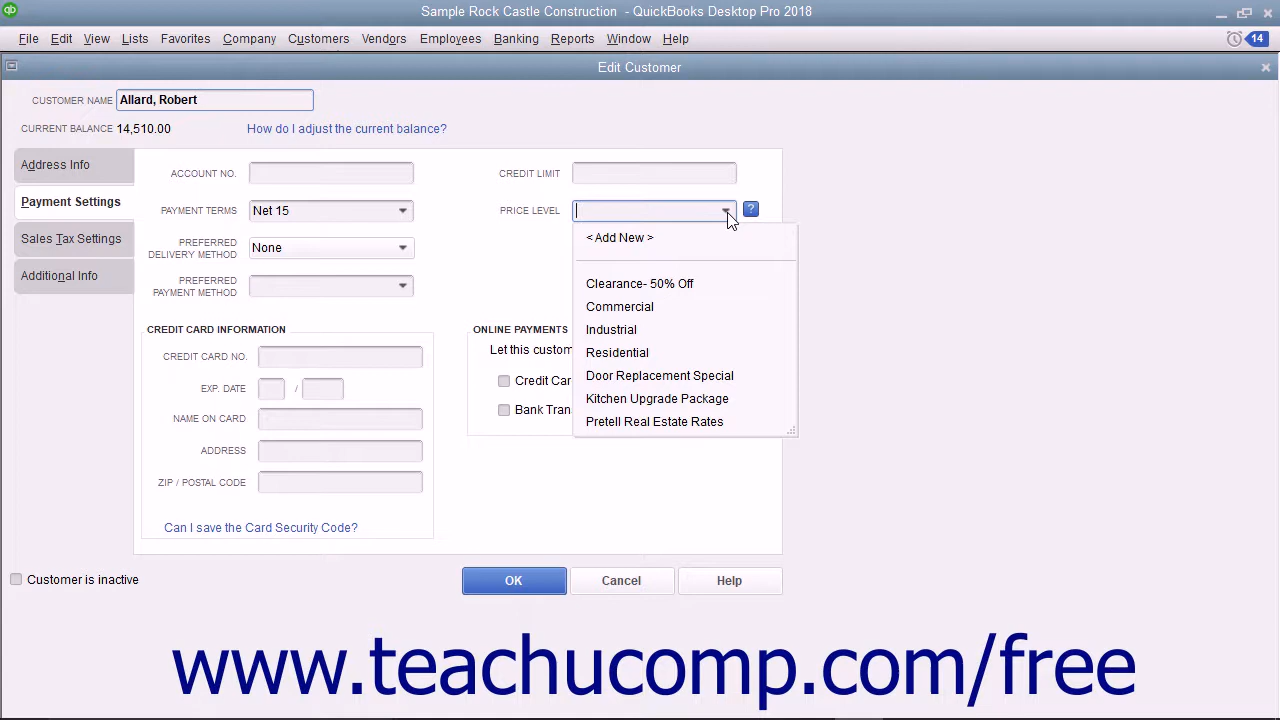 qb
Sample Rock Castle Construction - QuickBooks Desktop Pro 2018
File Edit View Lists Favorites Company Customers Vendors Employees Banking Reports Window Help 14
Edit Customer
CUSTOMER NAME Allard, Robert
CURRENT BALANCE 14,510.00 How do I adjust the current balance?
Address Info
Payment Settings
Sales Tax Settings
Additional Info
ACCOUNT NO.
PAYMENT TERMS Net 15
PREFERRED
DELIVERY METHOD None
PREFERRED
PAYMENT METHOD
CREDIT LIMIT
PRICE LEVEL ?
< Add New >
Clearance- 50% Off
Commercial
Industrial
Residential
Door Replacement Special
Kitchen Upgrade Package
Pretell Real Estate Rates
CREDIT CARD INFORMATION
CREDIT CARD NO.
EXP. DATE /
NAME ON CARD
ADDRESS
ZIP / POSTAL CODE
Can I save the Card Security Code?
ONLINE PAYMENTS
Let this custom
Credit Car
Bank Tran
Customer is inactive
OK Cancel Help
www.teachucomp.com/free